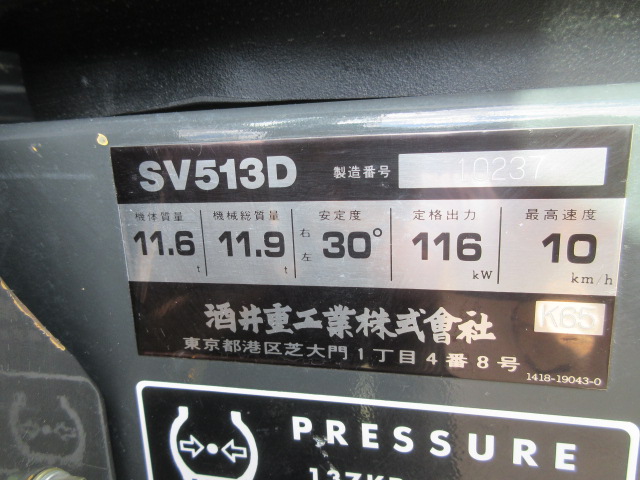 SV513D 製造番号 10237
機体質量 機械総質量 安定度 定格出力 最高速度
11.6 t 11.9 t 右左 30° 116 kW 10 km/h
酒井重工業株式會社 K65
東京都港区芝大門1丁目4番8号
1418-19043-0
PRESSURE